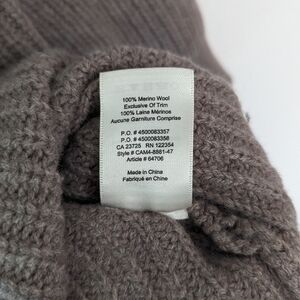 100% Merino Wool
Exclusive Of Trim
100% Laine Mérinos
Aucune Garniture Comprise
P.O. # 4500083357
P.O. # 4500083358
CA 23725 RN 122354
Style # CAM4-8881-47
Article # 64706
Made in China
Fabriqué en Chine